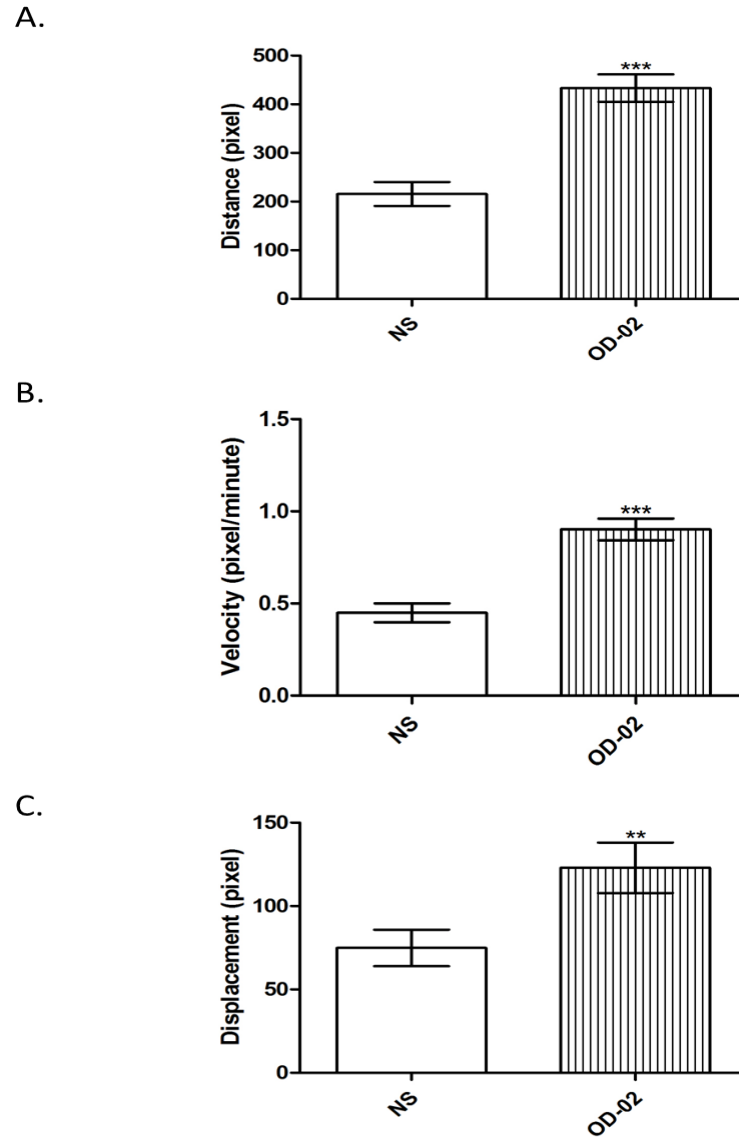 A.
Distance (pixel)
500
400
300
200
100
0
***
NS
OD-02
B.
Velocity (pixel/minute)
1.5
1.0
0.5
0.0
***
NS
OD-02
C.
Displacement (pixel)
150
100
50
0
**
NS
OD-02